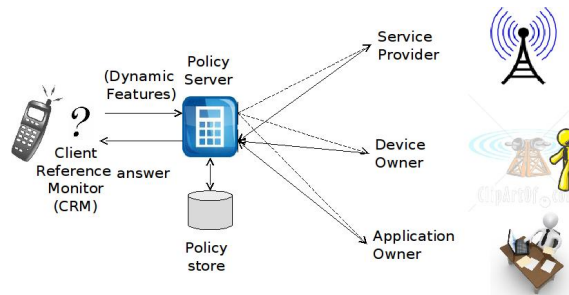 (Dynamic
Features)
Policy
Server
Service
Provider
?
Client
Reference
Monitor
(CRM)
answer
Device
Owner
Policy
store
Application
Owner